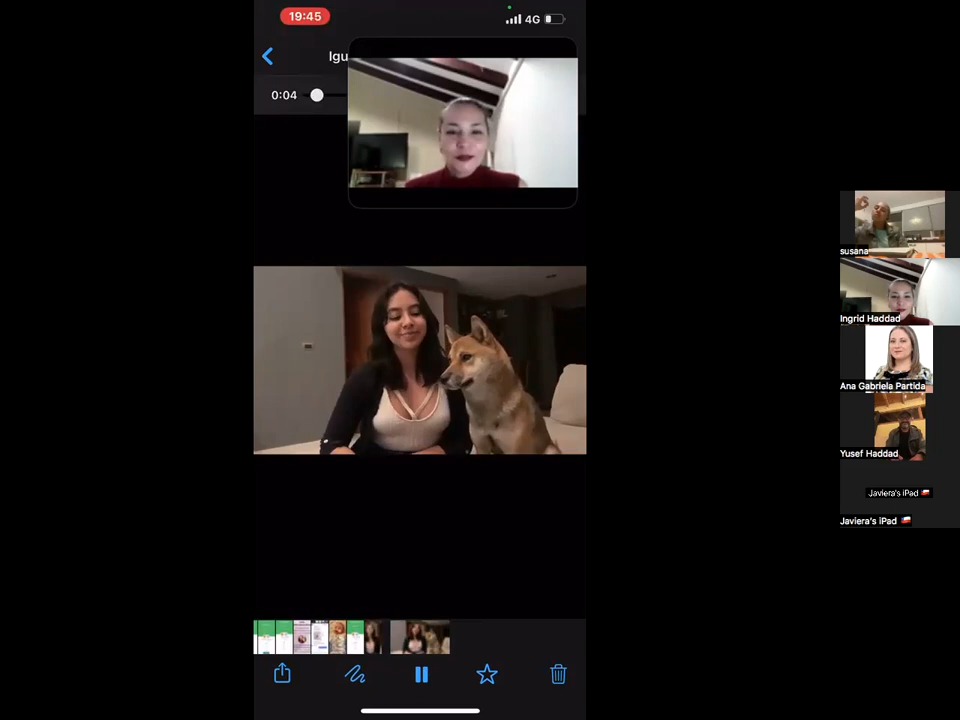 19:45
4G
Igu
0:04
susana
Ingrid Haddad
Ana Gabriela Partida
Yusef Haddad
Javiera's iPad 🇨🇱
Javiera's iPad 🇨🇱